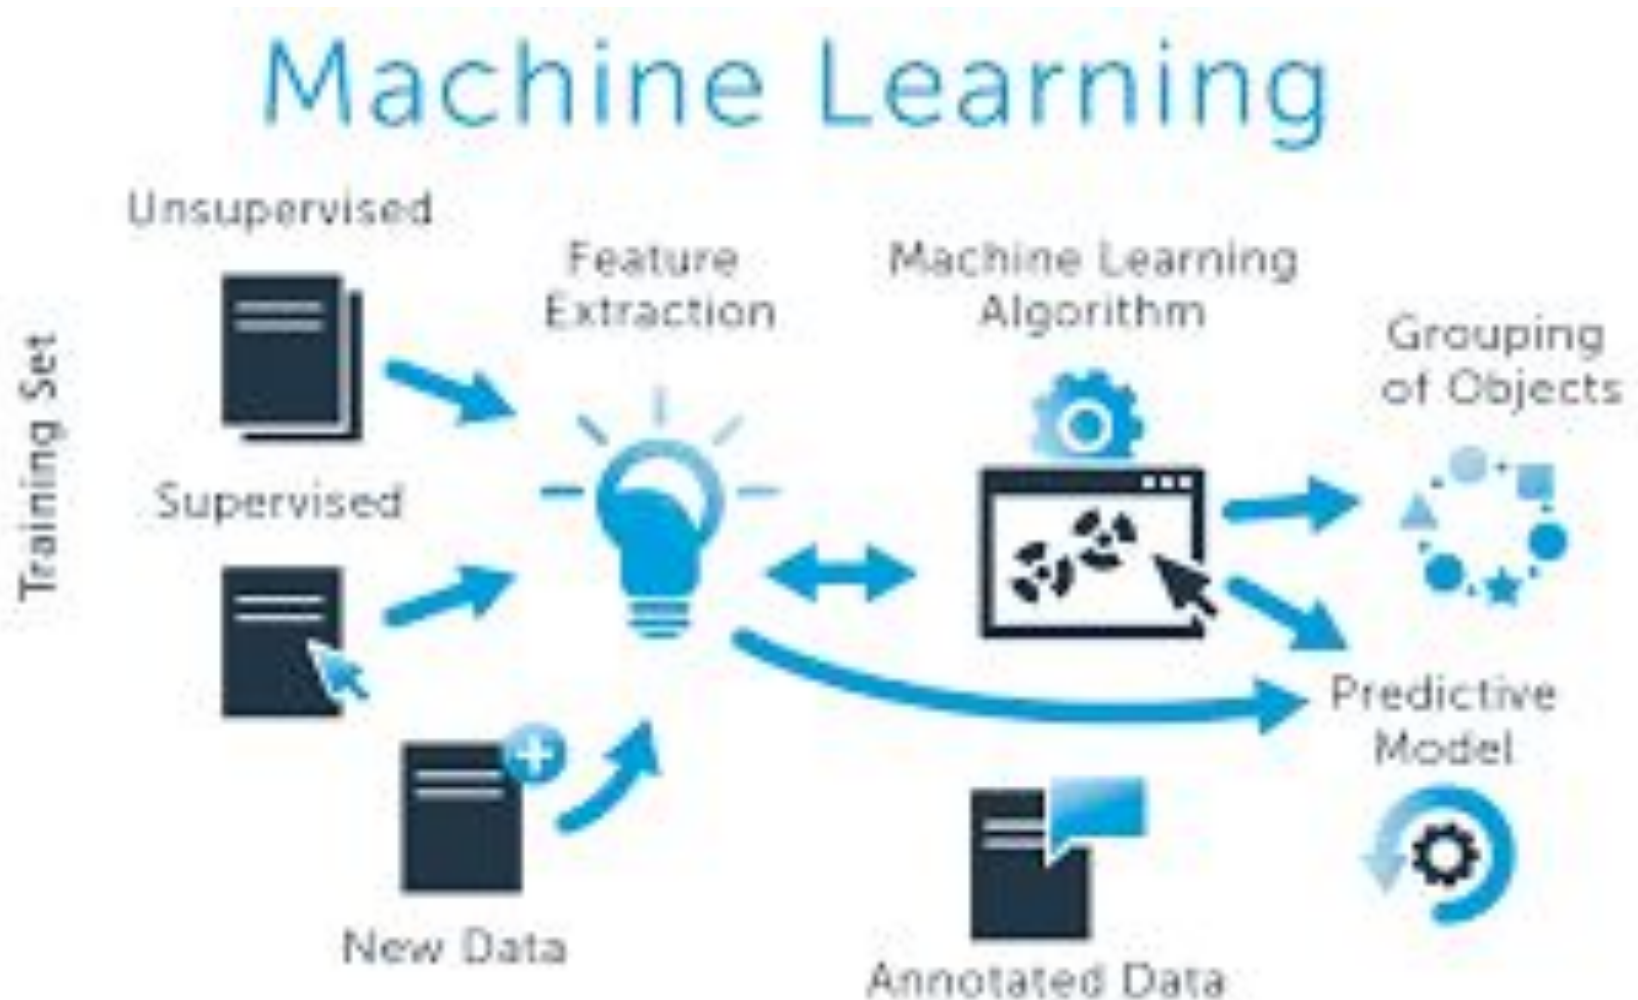 Machine Learning
Unsupervised
Feature
Extraction
Machine Learning
Algorithm
Grouping
of Objects
Training Set
Supervised
Predictive
Model
New Data
Annotated Data